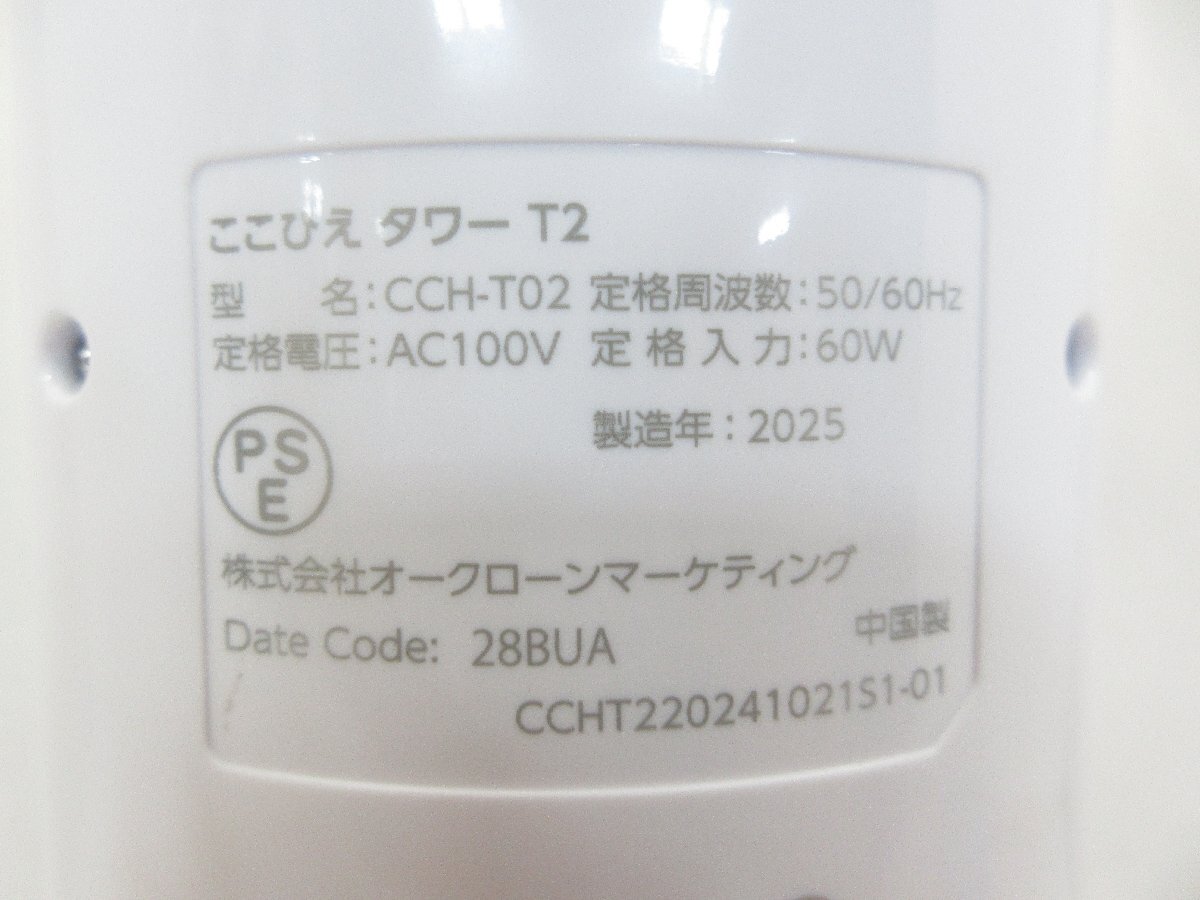 ここひえ タワー T2
型　　名：CCH-T02 定格周波数：50/60Hz
定格電圧：AC100V 定格入力：60W
製造年：2025
PS
E
株式会社オークローンマーケティング
中国製
Date Code: 28BUA
CCHT220241021S1-01